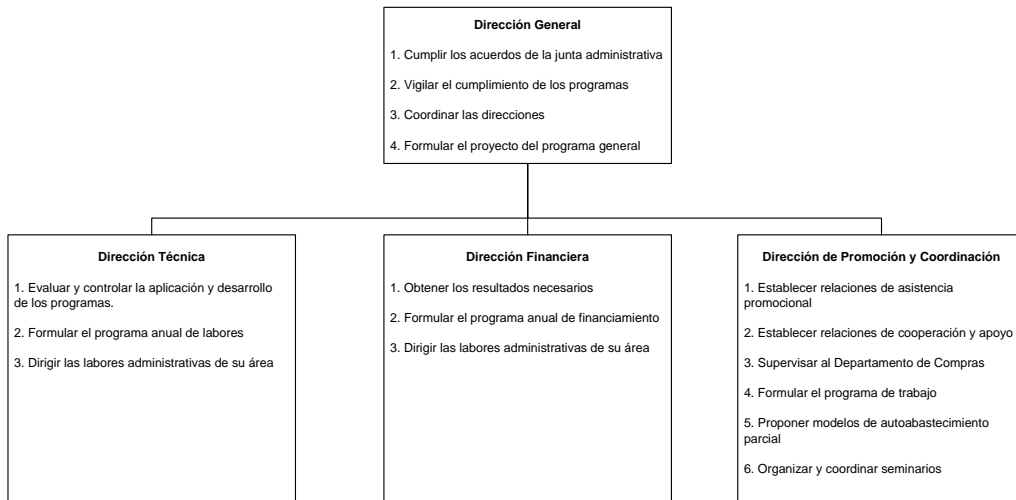 Dirección General
1. Cumplir los acuerdos de la junta administrativa
2. Vigilar el cumplimiento de los programas
3. Coordinar las direcciones
4. Formular el proyecto del programa general
Dirección Técnica
1. Evaluar y controlar la aplicación y desarrollo
de los programas.
2. Formular el programa anual de labores
3. Dirigir las labores administrativas de su área
Dirección Financiera
1. Obtener los resultados necesarios
2. Formular el programa anual de financiamiento
3. Dirigir las labores administrativas de su área
Dirección de Promoción y Coordinación
1. Establecer relaciones de asistencia
promocional
2. Establecer relaciones de cooperación y apoyo
3. Supervisar al Departamento de Compras
4. Formular el programa de trabajo
5. Proponer modelos de autoabastecimiento
parcial
6. Organizar y coordinar seminarios